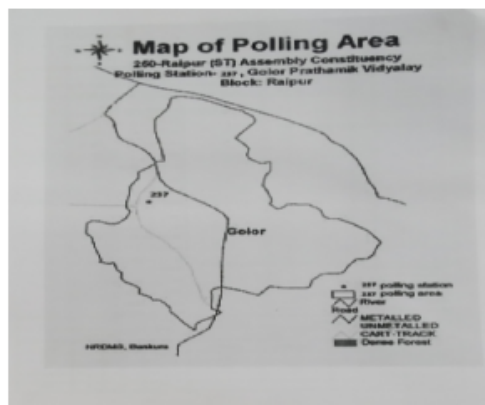 Map of Polling Area
250-Raipur (ST) Assembly Constituency
Polling Station- 257, Golor Prathamik Vidyalay
Block: Raipur
257
Golor
257 polling station
257 polling area
River
Road
METALLED
UNMETALLED
CART-TRACK
Dense Forest
NRDMS, Bankura